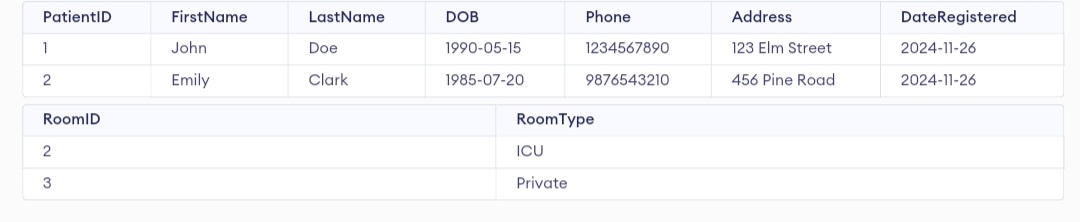 PatientID FirstName LastName DOB Phone Address DateRegistered
1 John Doe 1990-05-15 1234567890 123 Elm Street 2024-11-26
2 Emily Clark 1985-07-20 9876543210 456 Pine Road 2024-11-26
RoomID RoomType
2 ICU
3 Private